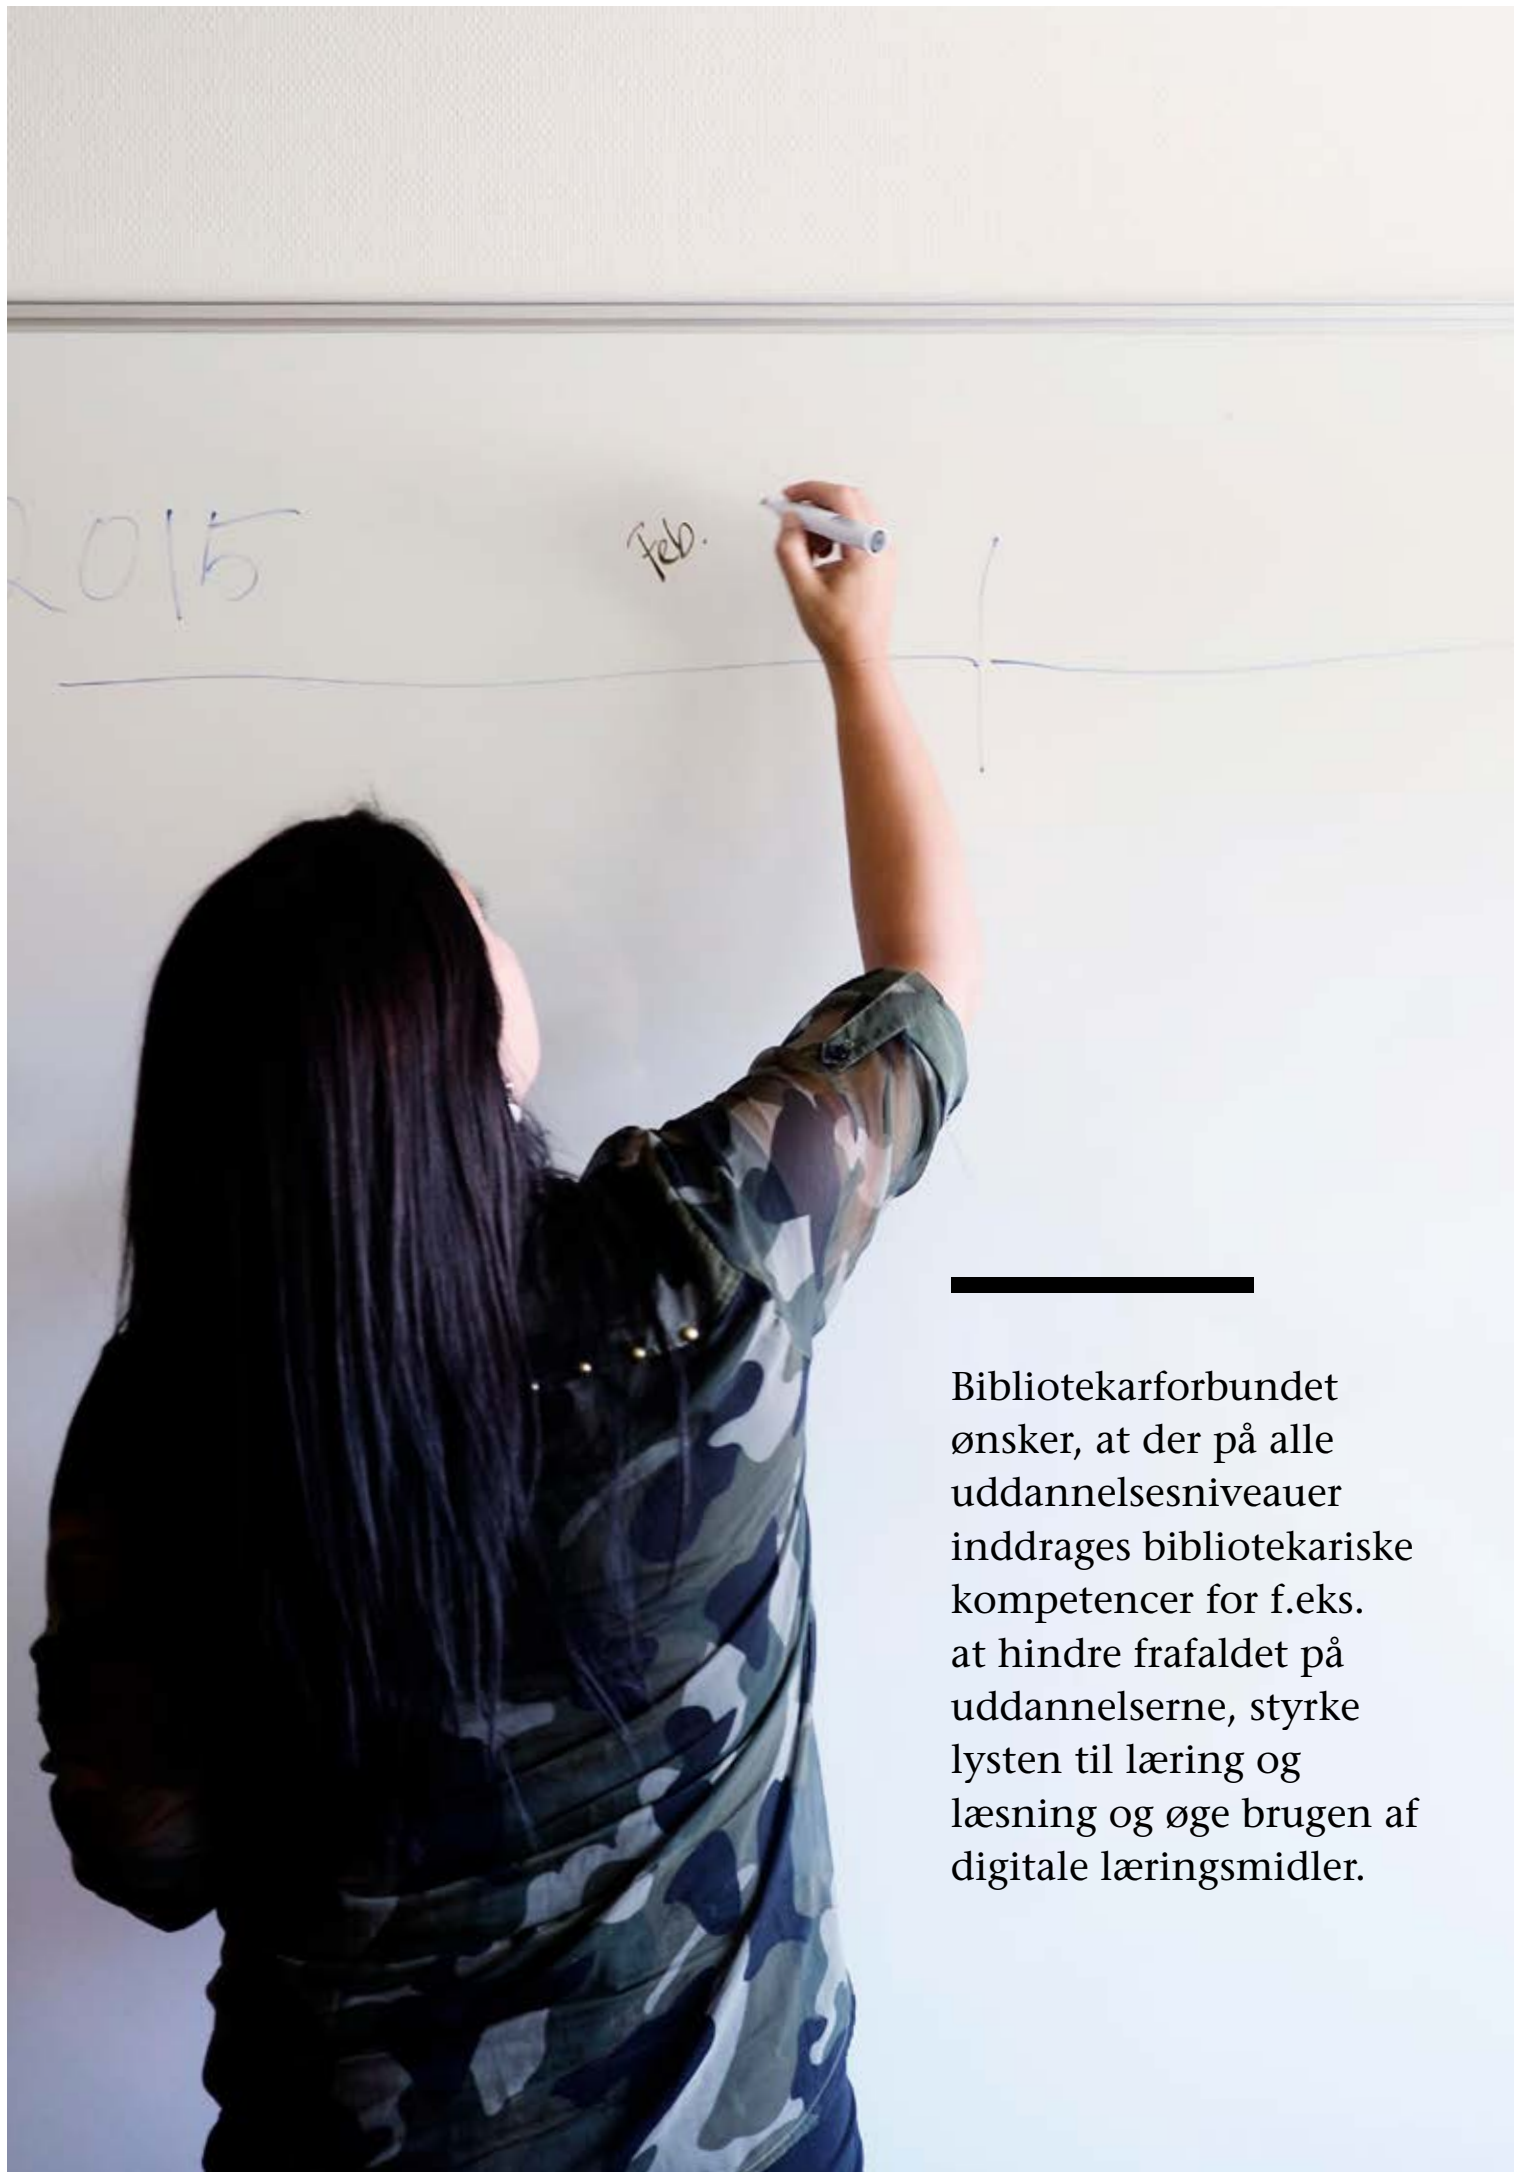 2015
Feb.
Bibliotekarforbundet
ønsker, at der på alle
uddannelsesniveauer
inddrages bibliotekariske
kompetencer for f.eks.
at hindre frafaldet på
uddannelserne, styrke
lysten til læring og
læsning og øge brugen af
digitale læringsmidler.